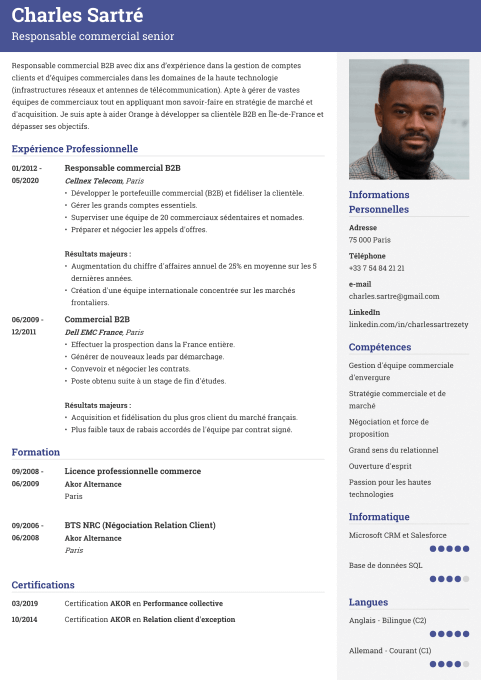 Charles Sartré
Responsable commercial senior
Responsable commercial B2B avec dix ans d'expérience dans la gestion de comptes
clients et d'équipes commerciales dans les domaines de la haute technologie
(infrastructures réseaux et antennes de télécommunication). Apte à gérer de vastes
équipes de commerciaux tout en appliquant mon savoir-faire en stratégie de marché et
d'acquisition. Je suis apte à aider Orange à développer sa clientèle B2B en Île-de-France et
dépasser ses objectifs.
Expérience Professionnelle
01/2012 - Responsable commercial B2B
05/2020 Cellnex Telecom, Paris
• Développer le portefeuille commercial (B2B) et fidéliser la clientèle.
• Gérer les grands comptes essentiels.
• Superviser une équipe de 20 commerciaux sédentaires et nomades.
• Préparer et négocier les appels d'offres.
Résultats majeurs :
• Augmentation du chiffre d'affaires annuel de 25% en moyenne sur les 5
dernières années.
• Création d'une équipe internationale concentrée sur les marchés
frontaliers.
06/2009 - Commercial B2B
12/2011 Dell EMC France, Paris
• Effectuer la prospection dans la France entière.
• Générer de nouveaux leads par démarchage.
• Convevoir et négocier les contrats.
• Poste obtenu suite à un stage de fin d'études.
Résultats majeurs :
• Acquisition et fidélisation du plus gros client du marché français.
• Plus faible taux de rabais accordés de l'équipe par contrat signé.
Formation
09/2008 - Licence professionnelle commerce
06/2009 Akor Alternance
Paris
09/2006 - BTS NRC (Négociation Relation Client)
06/2008 Akor Alternance
Paris
Certifications
03/2019 Certification AKOR en Performance collective
10/2014 Certification AKOR en Relation client d'exception
Informations
Personnelles
Adresse
75 000 Paris
Téléphone
+33 7 54 84 21 21
e-mail
charles.sartre@gmail.com
LinkedIn
linkedin.com/in/charlessartrezety
Compétences
Gestion d'équipe commerciale
d'envergure
Stratégie commerciale et de
marché
Négociation et force de
proposition
Grand sens du relationnel
Ouverture d'esprit
Passion pour les hautes
technologies
Informatique
Microsoft CRM et Salesforce
Base de données SQL
Langues
Anglais - Bilingue (C2)
Allemand - Courant (C1)